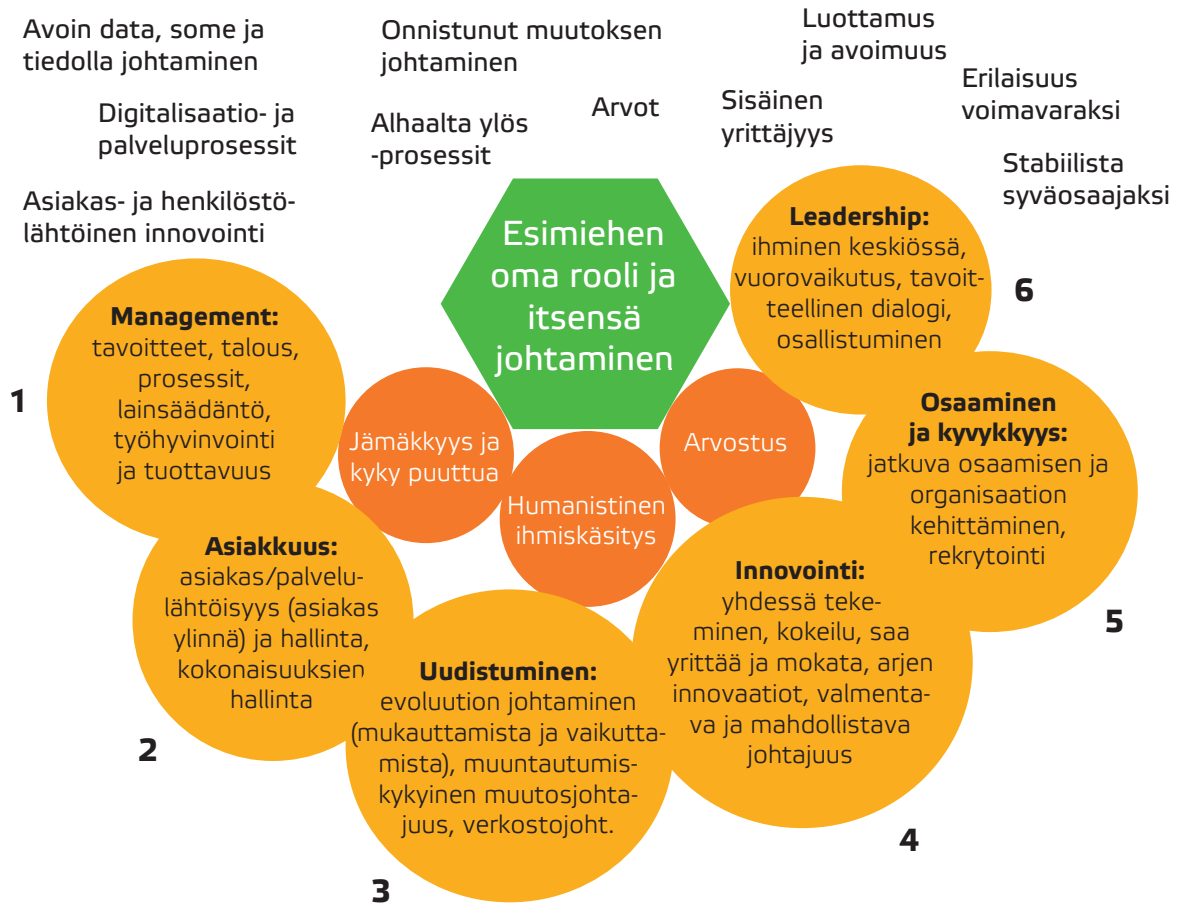 Avoin data, some ja
tiedolla johtaminen
Onnistunut muutoksen
johtaminen
Luottamus
ja avoimuus
Erilaisuus
voimavaraksi
Digitalisaatio- ja
palveluprosessit
Alhaalta ylös
-prosessit
Arvot
Sisäinen
yrittäjyys
Stabiilista
syväosaajaksi
Asiakas- ja henkilöstö-
lähtöinen innovointi
Esimiehen
oma rooli ja
itsensä
johtaminen
Management:
tavoitteet, talous,
prosessit,
lainsäädäntö,
työhyvinvointi
ja tuottavuus
1
Asiakkuus:
asiakas/palvelu-
lähtöisyys (asiakas
ylinnä) ja hallinta,
kokonaisuuksien
hallinta
2
Uudistuminen:
evoluution johtaminen
(mukauttamista ja vaikutta-
mista), muuntautumis-
kykyinen muutosjohta-
juus, verkostojoht.
3
Innovointi:
yhdessä teke-
minen, kokeilu, saa
yrittää ja mokata, arjen
innovaatiot, valmenta-
va ja mahdollistava
johtajuus
4
Osaaminen
ja kyvykkyys:
jatkuva osaamisen ja
organisaation
kehittäminen,
rekrytointi
5
Leadership:
ihminen keskiössä,
vuorovaikutus, tavoit-
teellinen dialogi,
osallistuminen
6
Jämäkkyys ja
kyky puuttua
Humanistinen
ihmiskäsitys
Arvostus